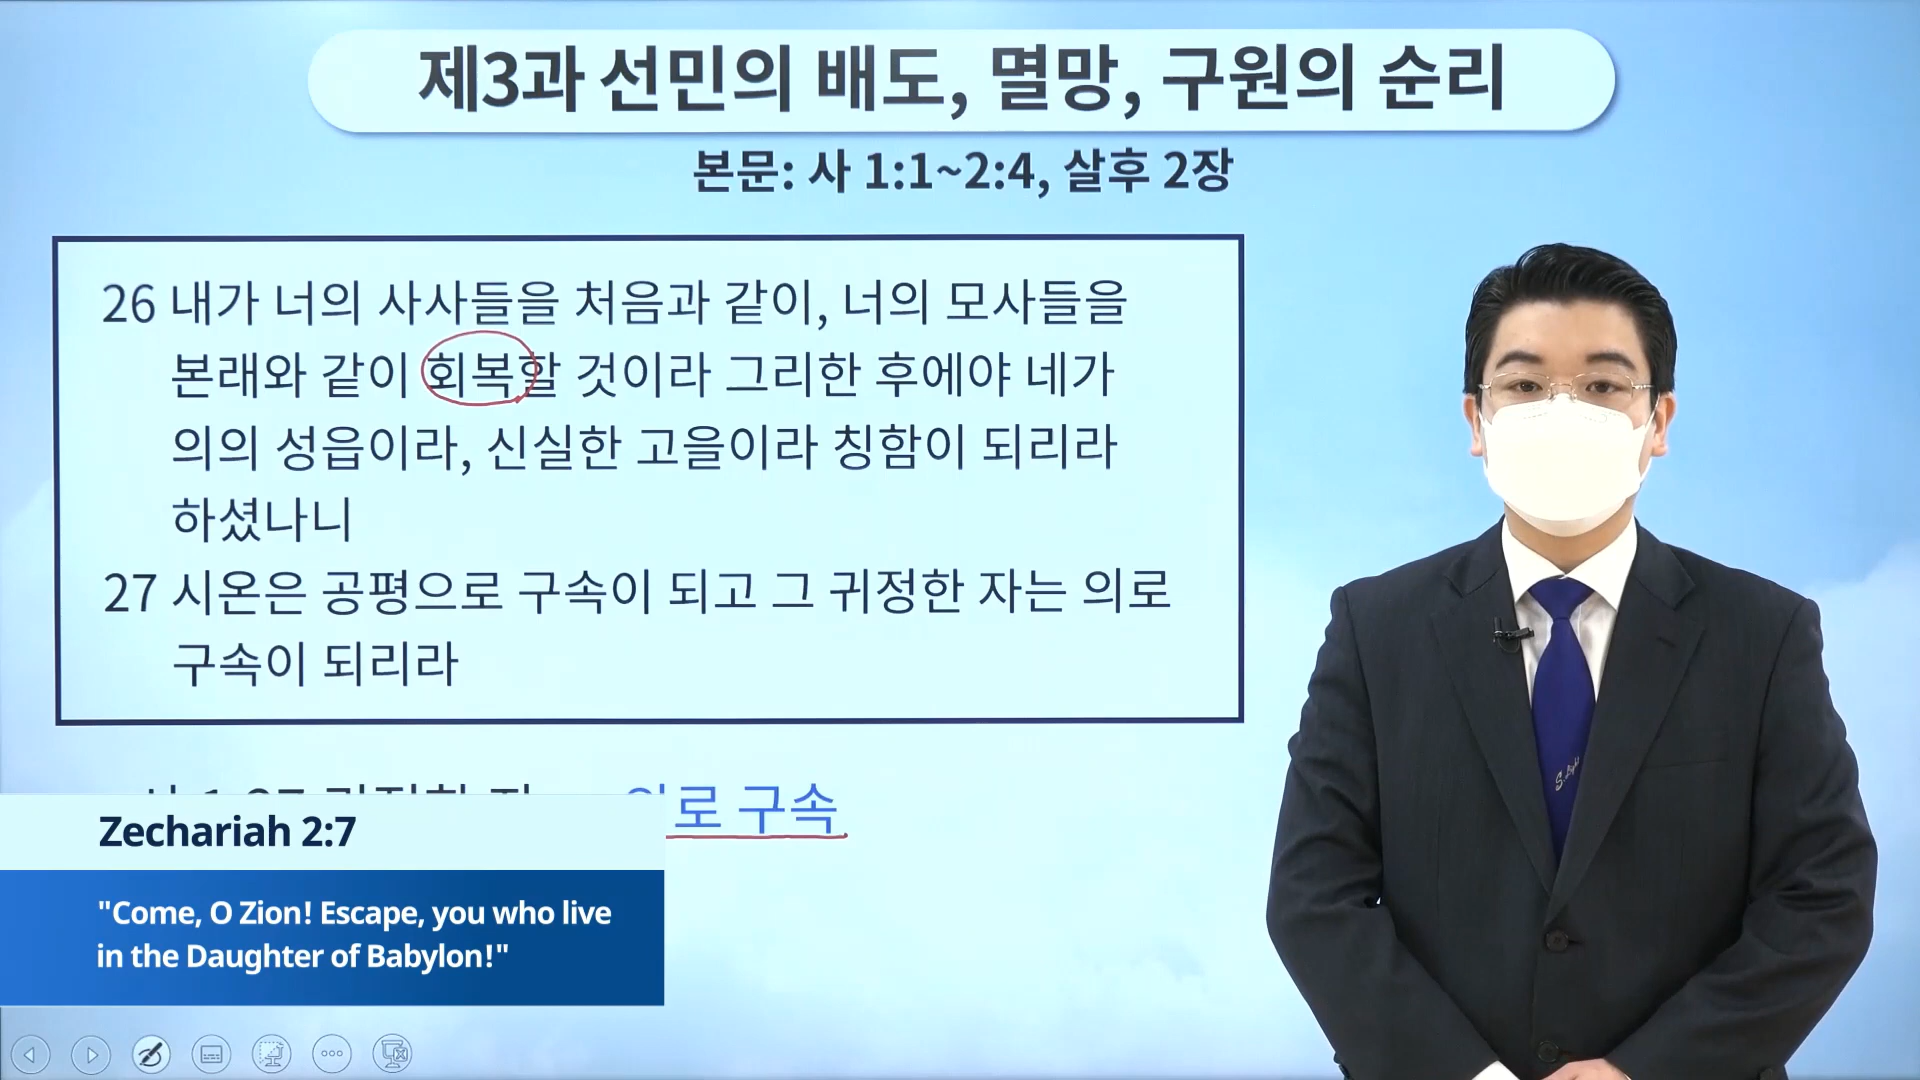 제3과 선민의 배도, 멸망, 구원의 순리
본문: 사 1:1~2:4, 살후 2장
26 내가 너의 사사들을 처음과 같이, 너의 모사들을
본래와 같이 회복할 것이라 그리한 후에야 네가
의의 성읍이라, 신실한 고을이라 칭함이 되리라
하셨나니
27 시온은 공평으로 구속이 되고 그 귀정한 자는 의로
구속이 되리라
로 구속
Zechariah 2:7
"Come, O Zion! Escape, you who live
in the Daughter of Babylon!"